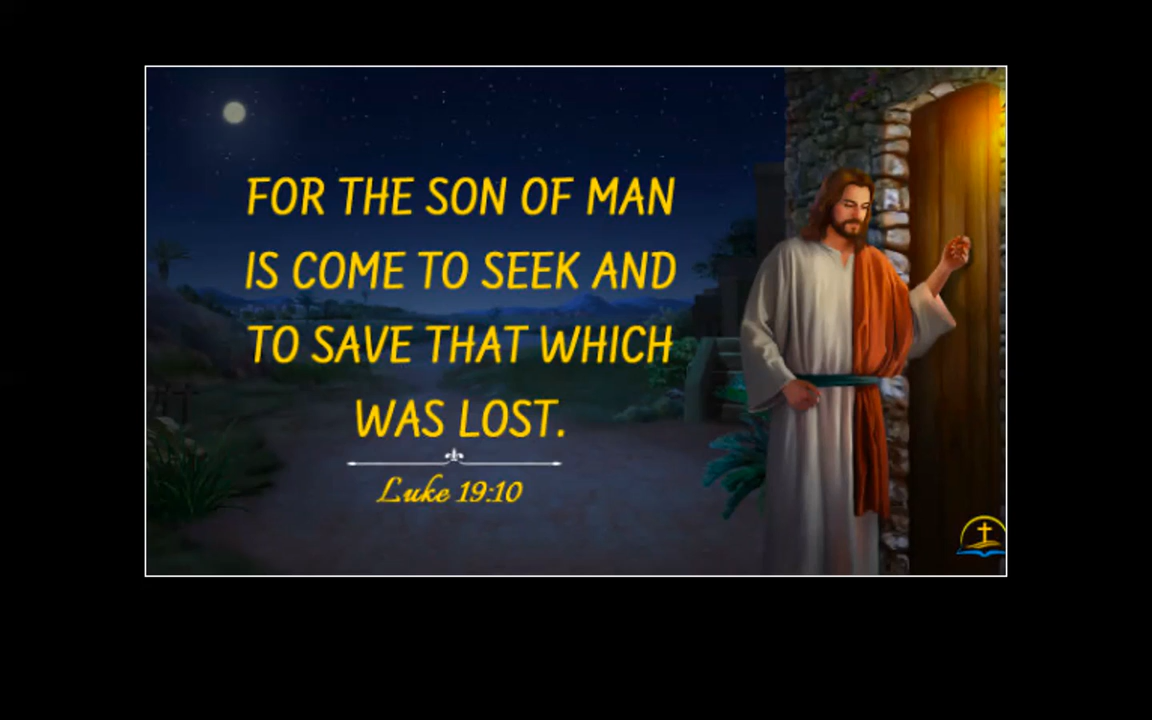 FOR THE SON OF MAN
IS COME TO SEEK AND
TO SAVE THAT WHICH
WAS LOST.
Luke 19:10